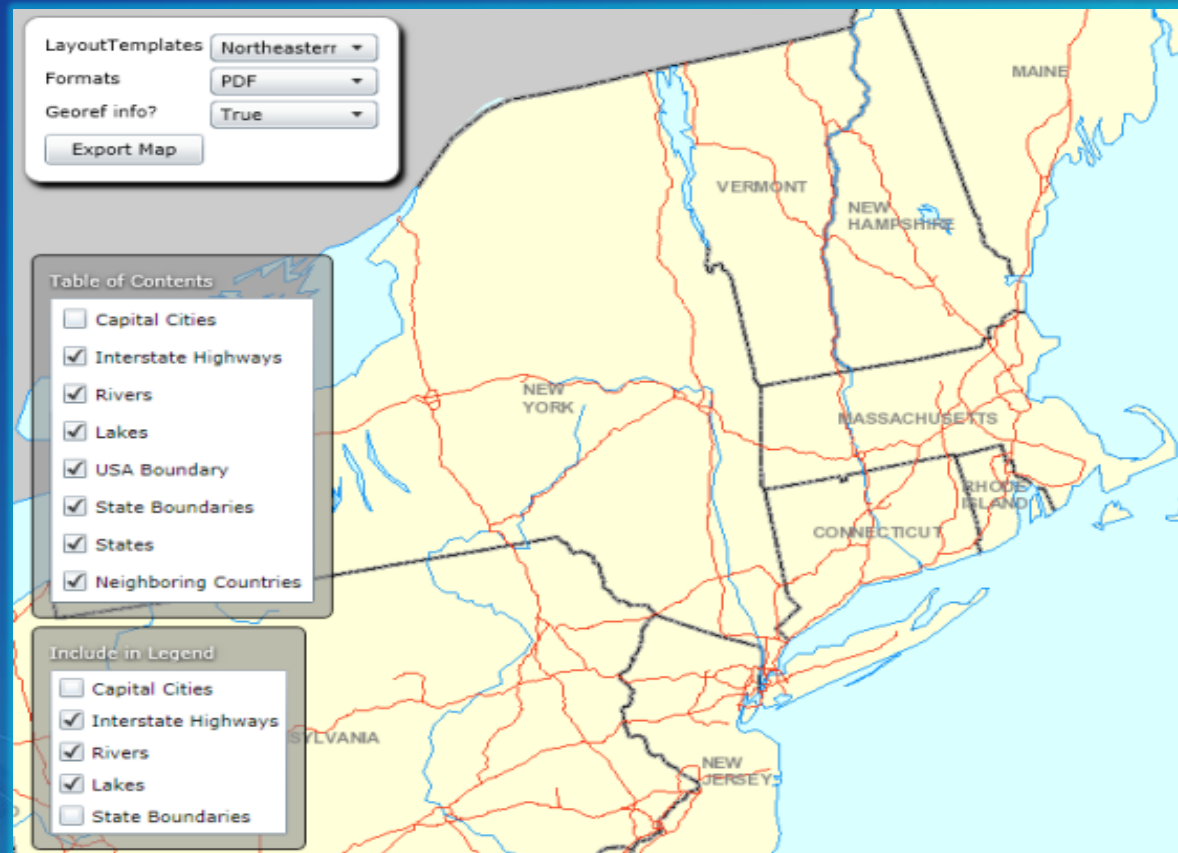 LayoutTemplates Northeasterr
Formats PDF
Georef info? True
Export Map
Table of Contents
Capital Cities
Interstate Highways
Rivers
Lakes
USA Boundary
State Boundaries
States
Neighboring Countries
Include in Legend
Capital Cities
Interstate Highways
Rivers
Lakes
State Boundaries
MAINE
VERMONT
NEW
HAMPSHIRE
NEW
YORK
MASSACHUSETTS
RHODE
ISLAND
CONNECTICUT
SYLVANIA
NEW
JERSEY